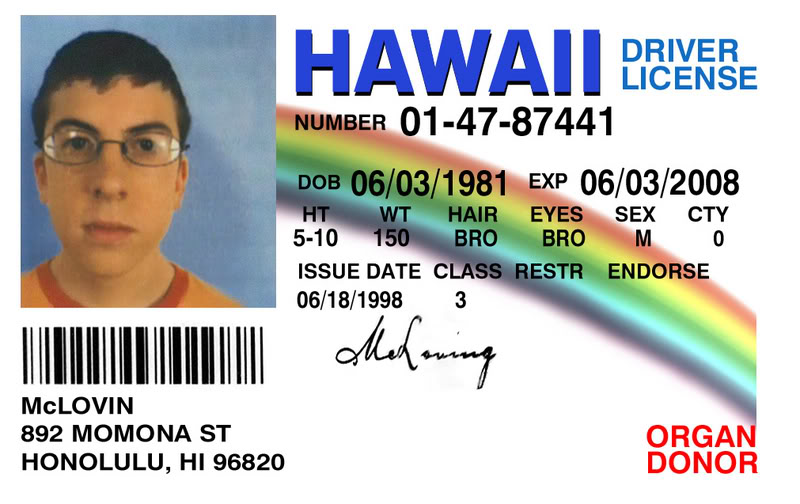 HAWAII
DRIVER
LICENSE
NUMBER 01-47-87441
DOB 06/03/1981 EXP 06/03/2008
HT WT HAIR EYES SEX CTY
5-10 150 BRO BRO M 0
ISSUE DATE CLASS RESTR ENDORSE
06/18/1998 3
McLOVIN
892 MOMONA ST
HONOLULU, HI 96820
ORGAN
DONOR